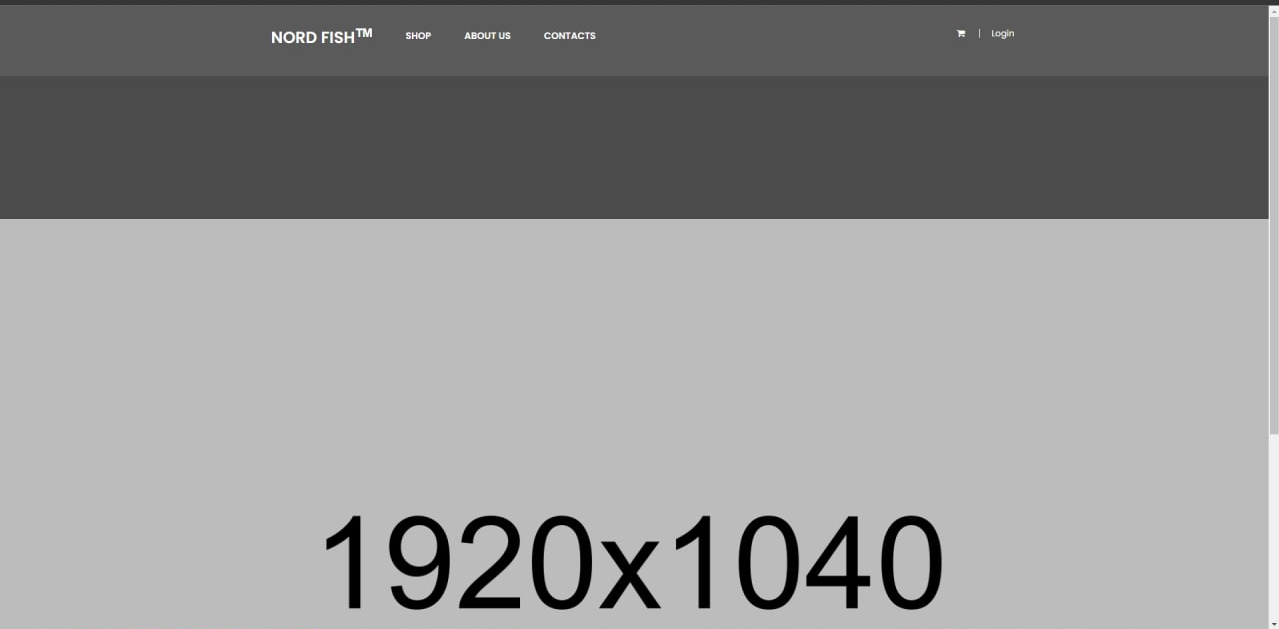 NORD FISH™ SHOP ABOUT US CONTACTS | Login
1920x1040